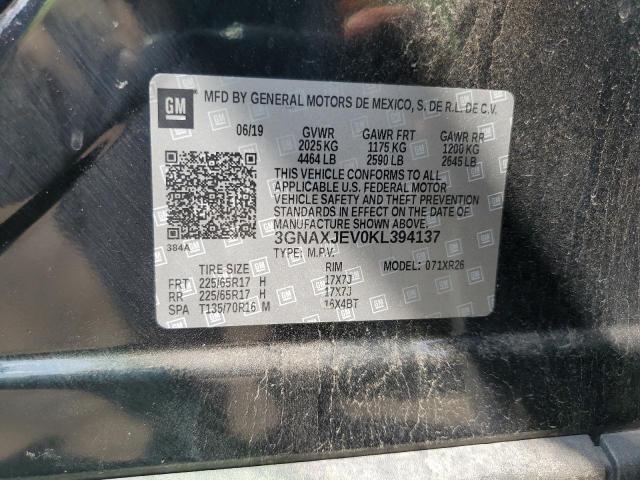 GM MFD BY GENERAL MOTORS DE MEXICO, S. DE R.L. DE C.V.
06/19 GVWR GAWR FRT GAWR RR
2025 KG 1175 KG 1200 KG
4464 LB 2590 LB 2645 LB
THIS VEHICLE CONFORMS TO ALL
APPLICABLE U.S. FEDERAL MOTOR
VEHICLE SAFETY AND THEFT
PREVENTION STANDARDS IN
EFFECT ON THE DATE OF
MANUFACTURE SHOWN ABOVE.
384A 3GNAXJEV0KL394137
TYPE: M.P.V. MODEL: 071XR26
TIRE SIZE RIM
FRT 225/65R17 H 17X7J
RR 225/65R17 H 17X7J
SPA T135/70R16 M 16X4BT